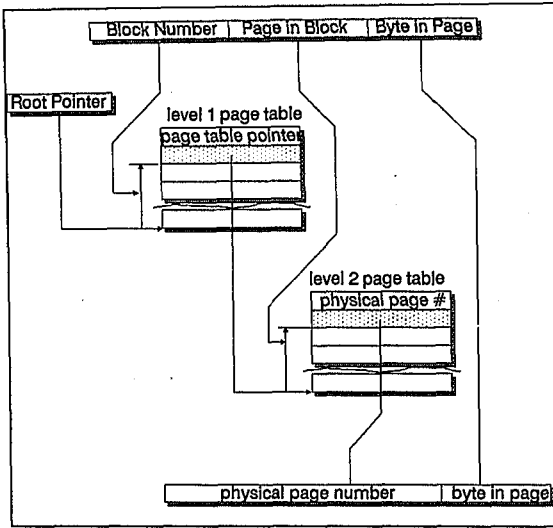 Block Number Page in Block Byte in Page
Root Pointer
level 1 page table
page table pointer
level 2 page table
physical page #
physical page number byte in page